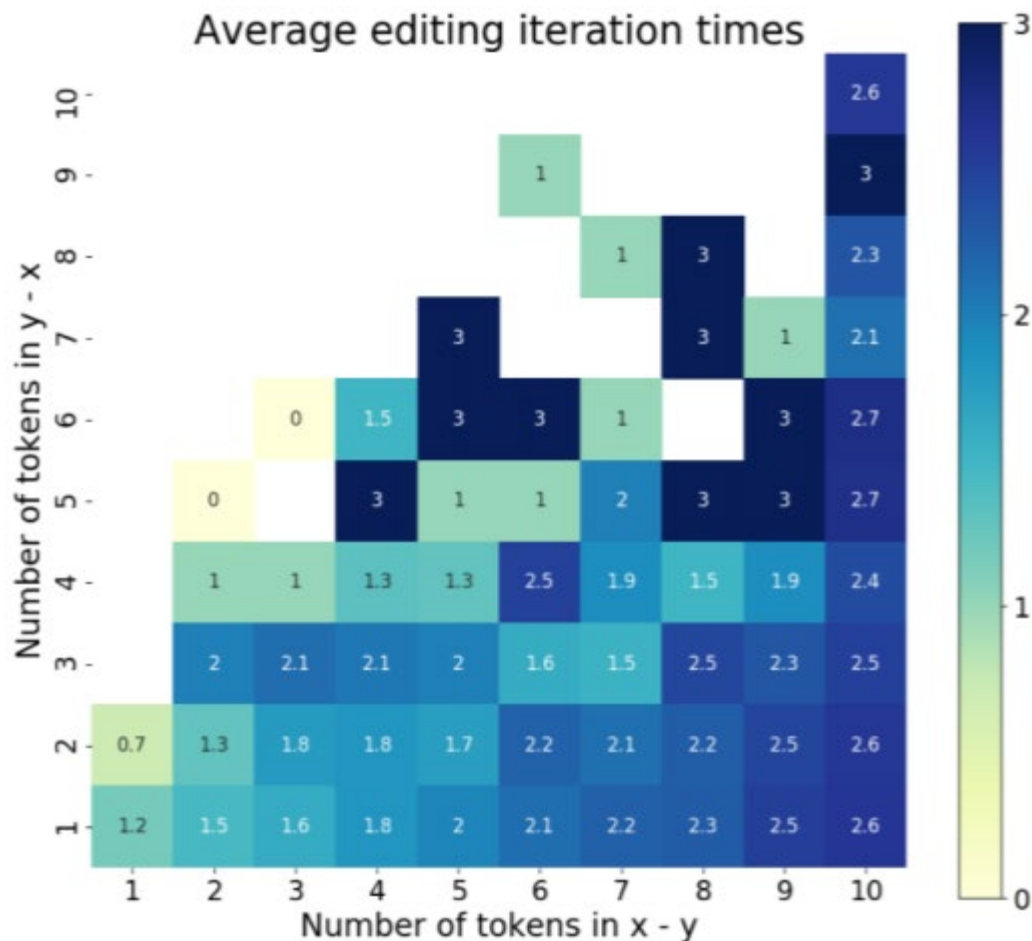 Average editing iteration times
3
10 2.6
9 1 3
8 1 3 2.3
7 3 3 1 2.1
2
6 0 1.5 3 3 1 3 2.7
5 0 3 1 1 2 3 3 2.7
4 1 1 1.3 1.3 2.5 1.9 1.5 1.9 2.4
1
3 2 2.1 2.1 2 1.6 1.5 2.5 2.3 2.5
2 0.7 1.3 1.8 1.8 1.7 2.2 2.1 2.2 2.5 2.6
1 1.2 1.5 1.6 1.8 2 2.1 2.2 2.3 2.5 2.6
0
1 2 3 4 5 6 7 8 9 10
Number of tokens in x - y
Number of tokens in y - x